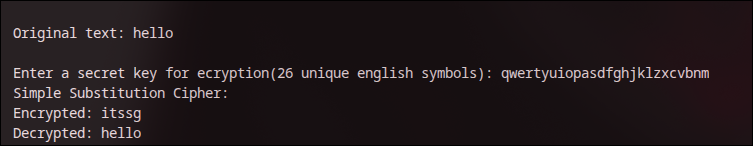 Original text: hello
Enter a secret key for ecryption(26 unique english symbols): qwertyuiopasdfghjklzxcvbnm
Simple Substitution Cipher:
Encrypted: itssg
Decrypted: hello